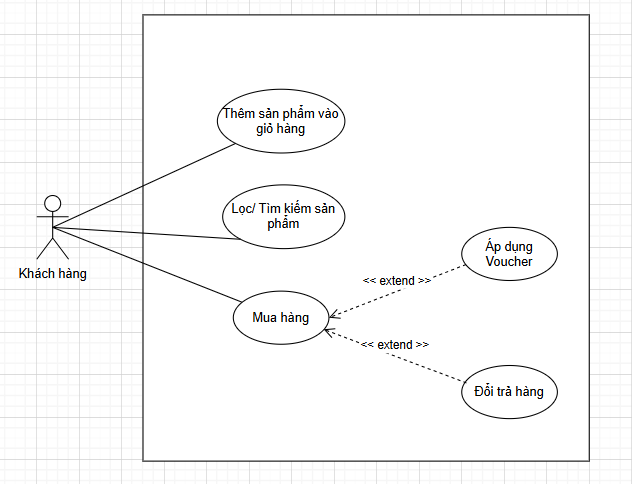 Thêm sản phẩm vào
giỏ hàng
Lọc/ Tìm kiếm sản
phẩm
Khách hàng
Áp dụng
Voucher
<< extend >>
Mua hàng
<< extend >>
Đổi trả hàng